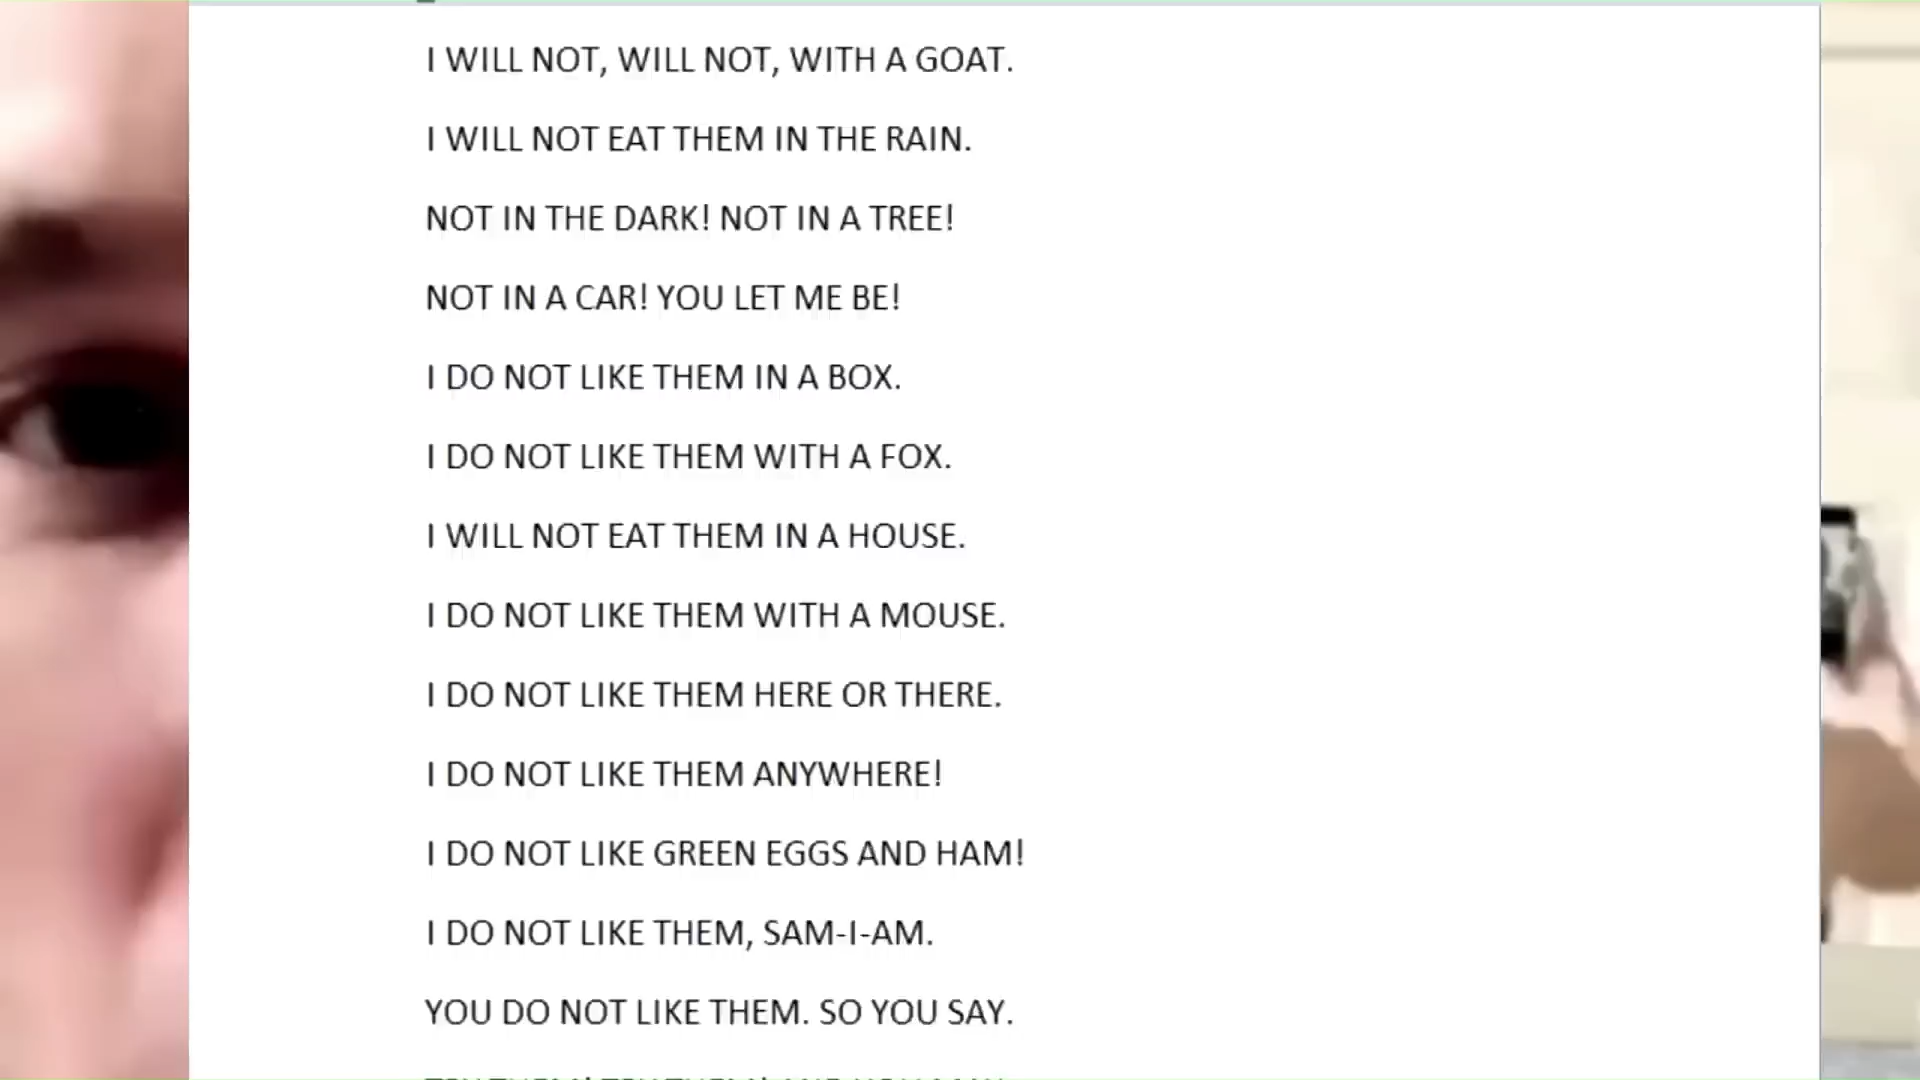 I WILL NOT, WILL NOT, WITH A GOAT.
I WILL NOT EAT THEM IN THE RAIN.
NOT IN THE DARK! NOT IN A TREE!
NOT IN A CAR! YOU LET ME BE!
I DO NOT LIKE THEM IN A BOX.
I DO NOT LIKE THEM WITH A FOX.
I WILL NOT EAT THEM IN A HOUSE.
I DO NOT LIKE THEM WITH A MOUSE.
I DO NOT LIKE THEM HERE OR THERE.
I DO NOT LIKE THEM ANYWHERE!
I DO NOT LIKE GREEN EGGS AND HAM!
I DO NOT LIKE THEM, SAM-I-AM.
YOU DO NOT LIKE THEM. SO YOU SAY.